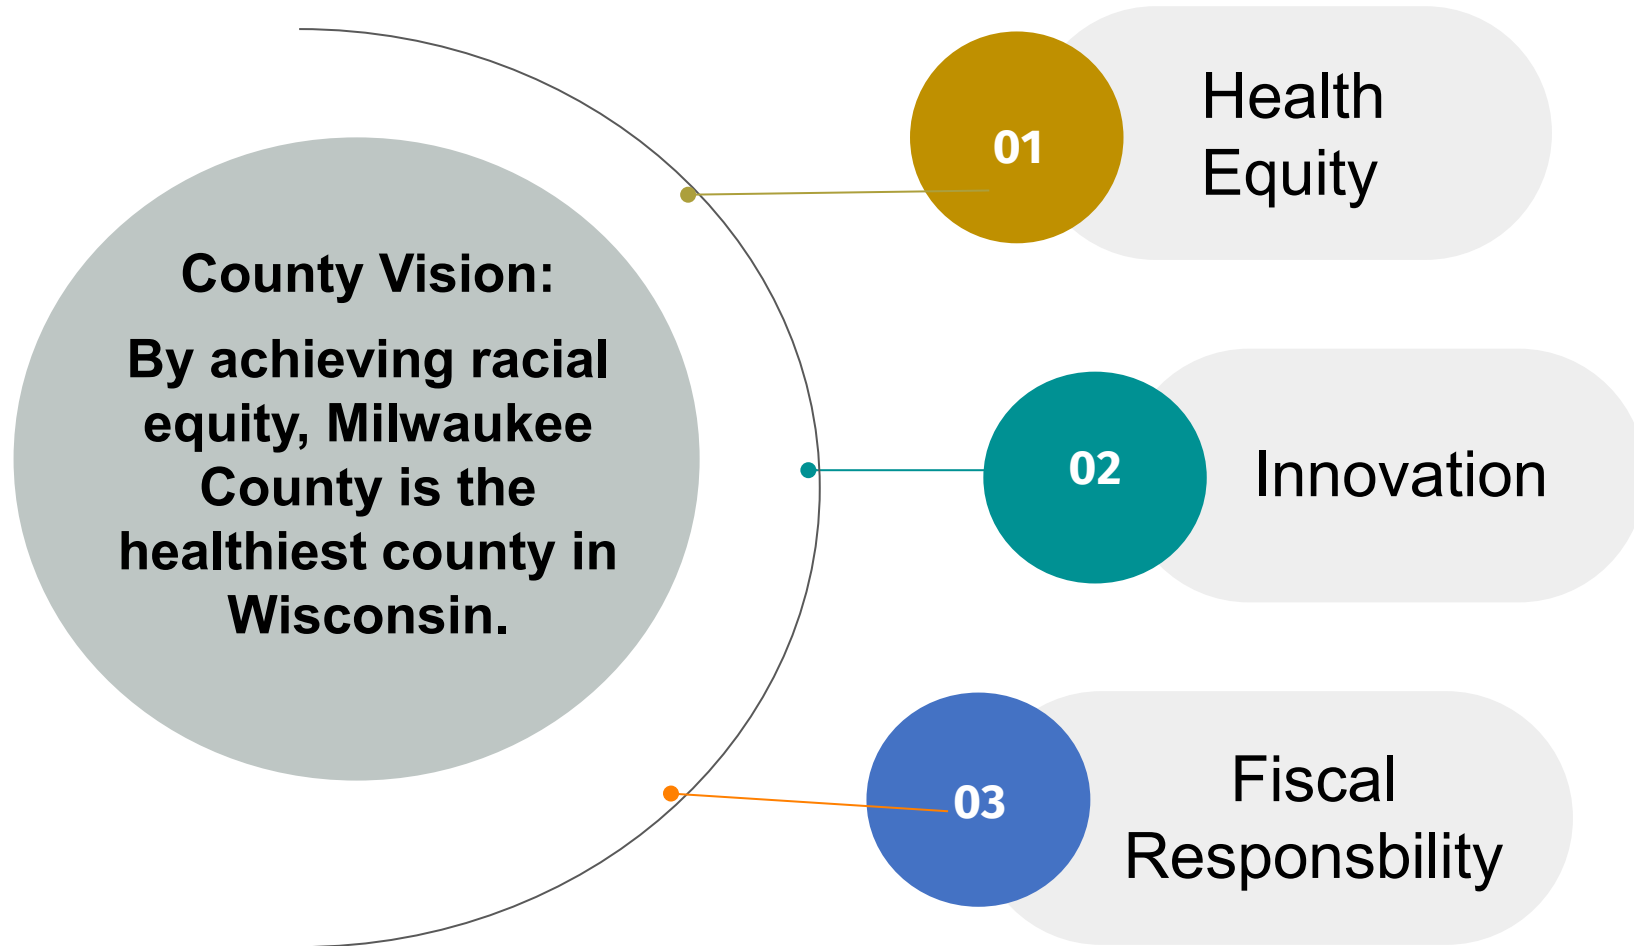 County Vision:
By achieving racial
equity, Milwaukee
County is the
healthiest county in
Wisconsin.
01
Health
Equity
02
Innovation
03
Fiscal
Responsbility